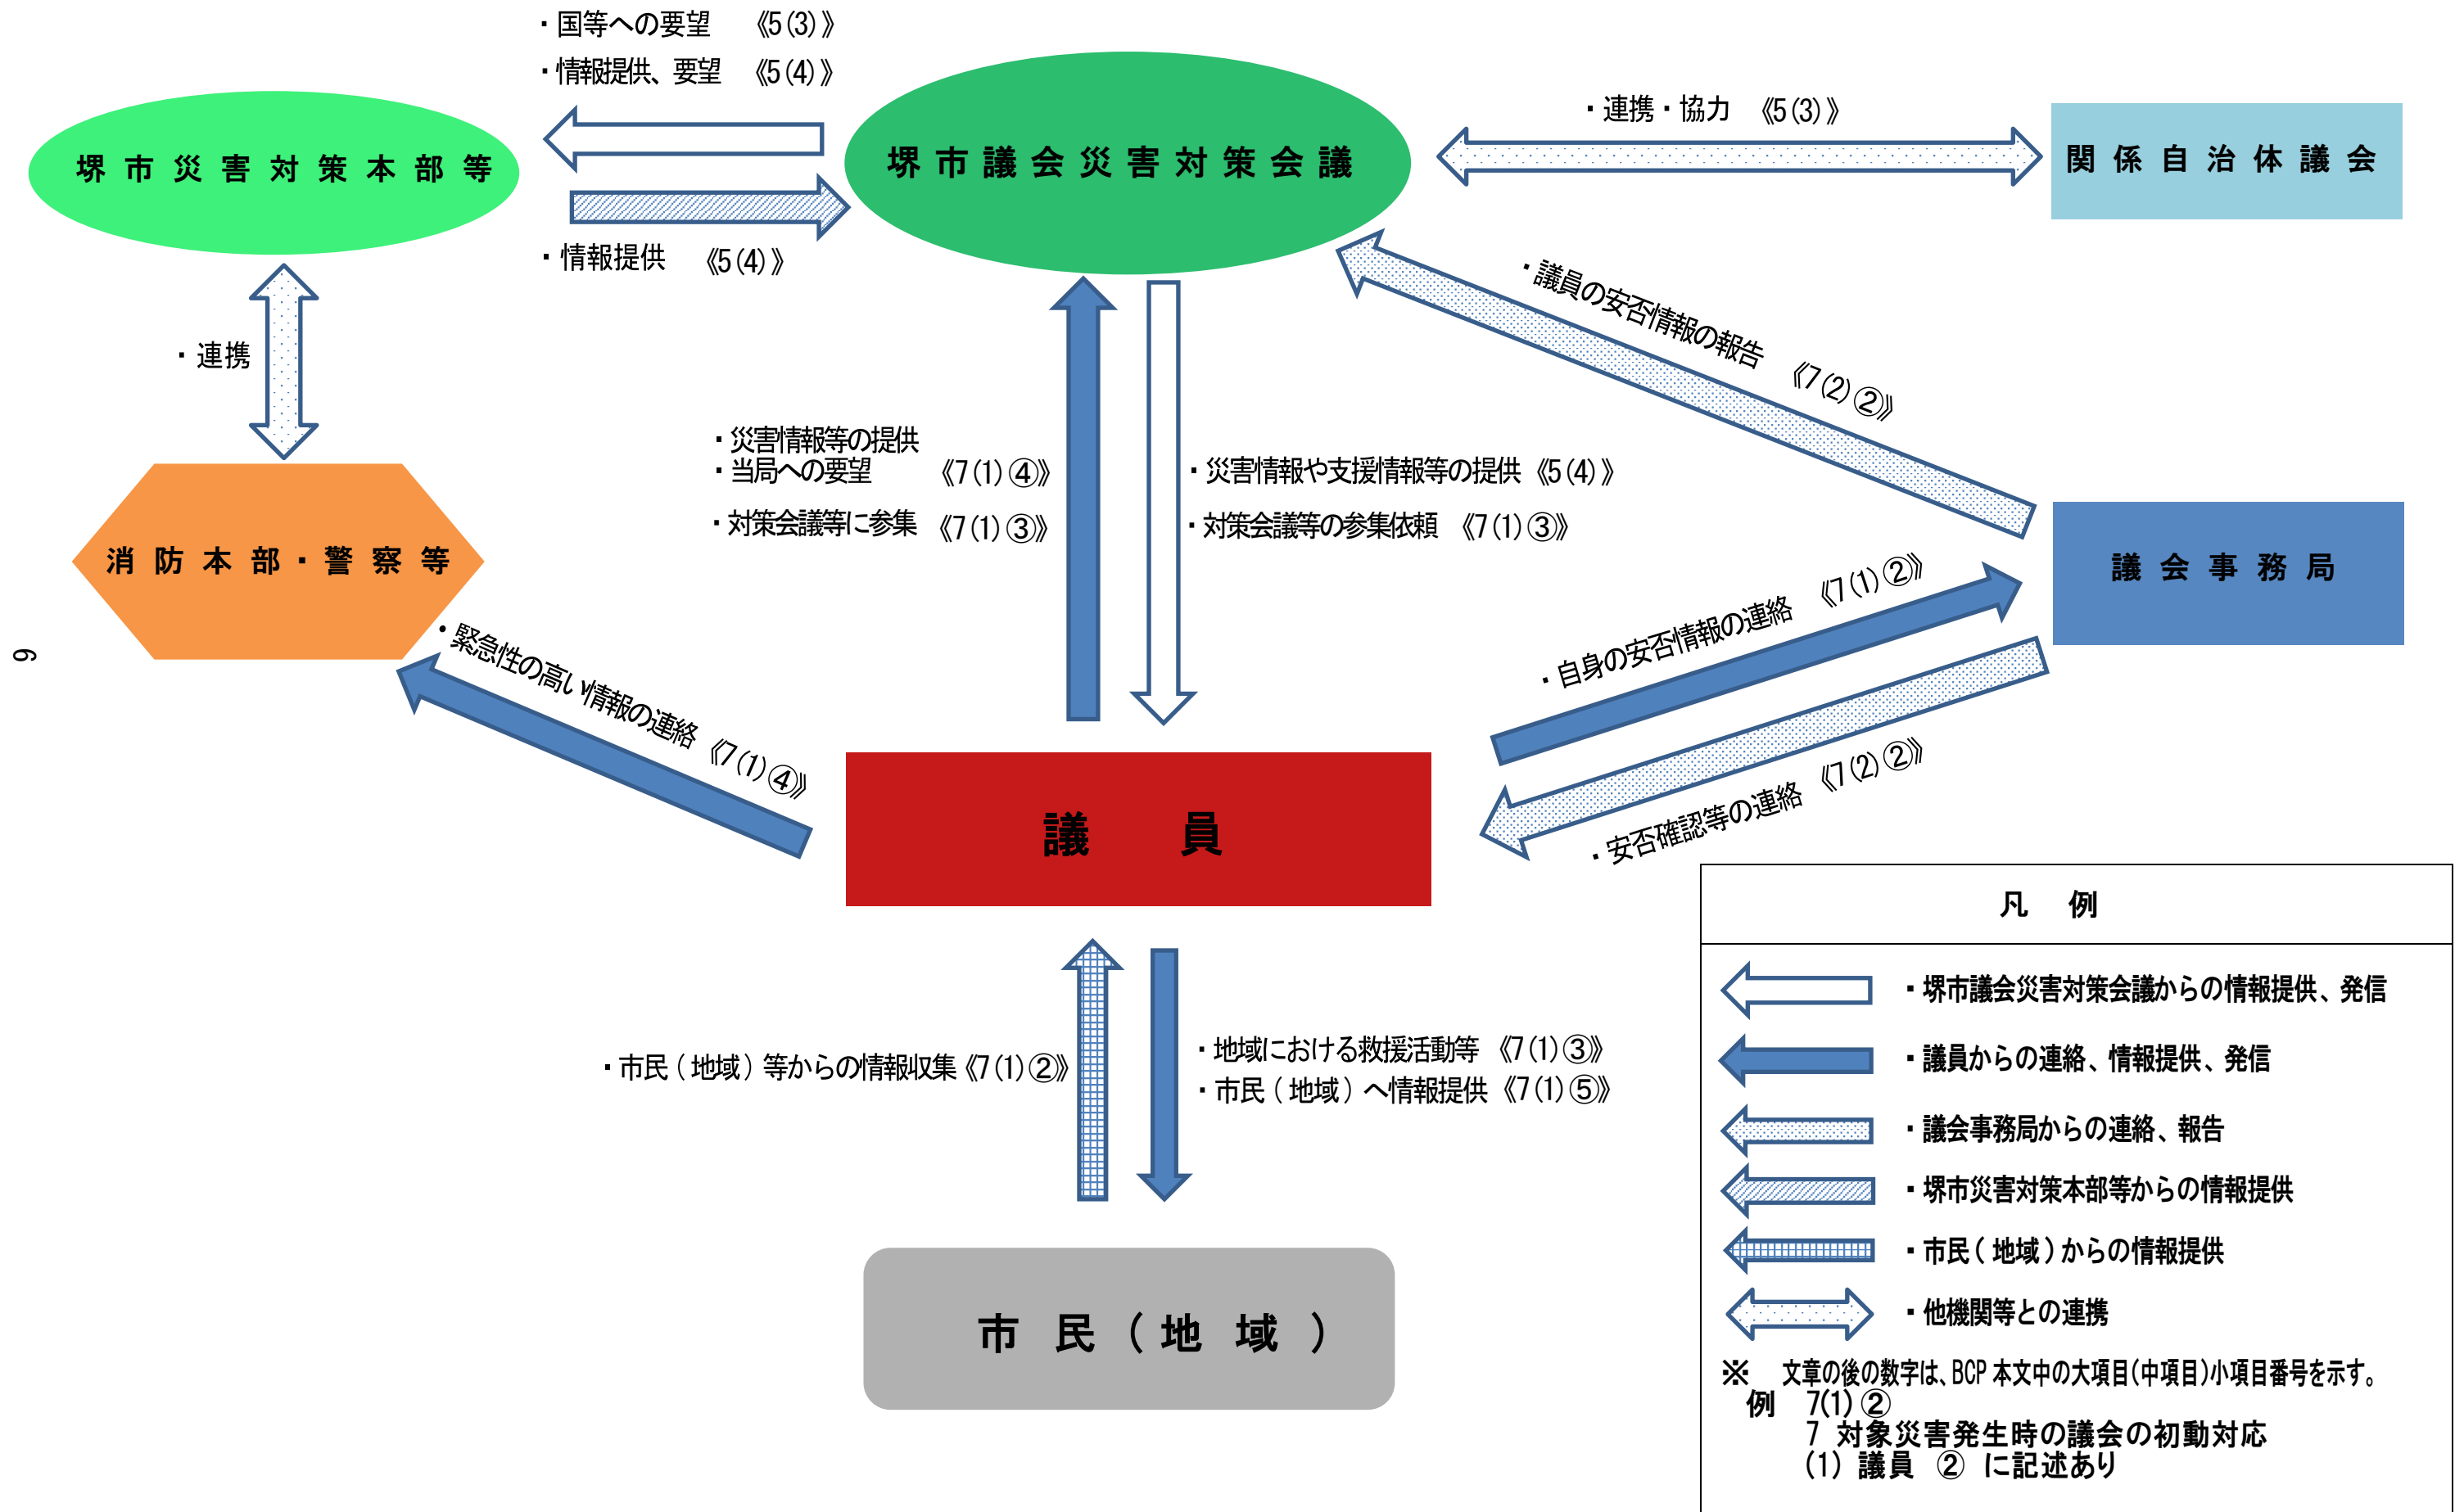 ・国等への要望　《5(3)》
・情報提供、要望　《5(4)》
堺市災害対策本部等
堺市議会災害対策会議
・連携・協力　《5(3)》
関係自治体議会
・情報提供　《5(4)》
・連携
・議員の安否情報の報告　《7(2)②》
・災害情報等の提供
・当局への要望　《7(1)④》
・対策会議等に参集　《7(1)③》
・災害情報や支援情報等の提供《5(4)》
・対策会議等の参集依頼　《7(1)③》
消防本部・警察等
議会事務局
・緊急性の高い情報の連絡《7(1)④》
・自身の安否情報の連絡　《7(1)②》
・安否確認等の連絡《7(2)②》
9
議　員
・市民(地域)等からの情報収集《7(1)②》
・地域における救援活動等　《7(1)③》
・市民(地域)へ情報提供《7(1)⑤》
市民(地域)
凡　例
・堺市議会災害対策会議からの情報提供、発信
・議員からの連絡、情報提供、発信
・議会事務局からの連絡、報告
・堺市災害対策本部等からの情報提供
・市民(地域)からの情報提供
・他機関等との連携
※　文章の後の数字は、BCP本文中の大項目(中項目)小項目番号を示す。
例　7(1)②
7 対象災害発生時の議会の初動対応
(1) 議員　② に記述あり